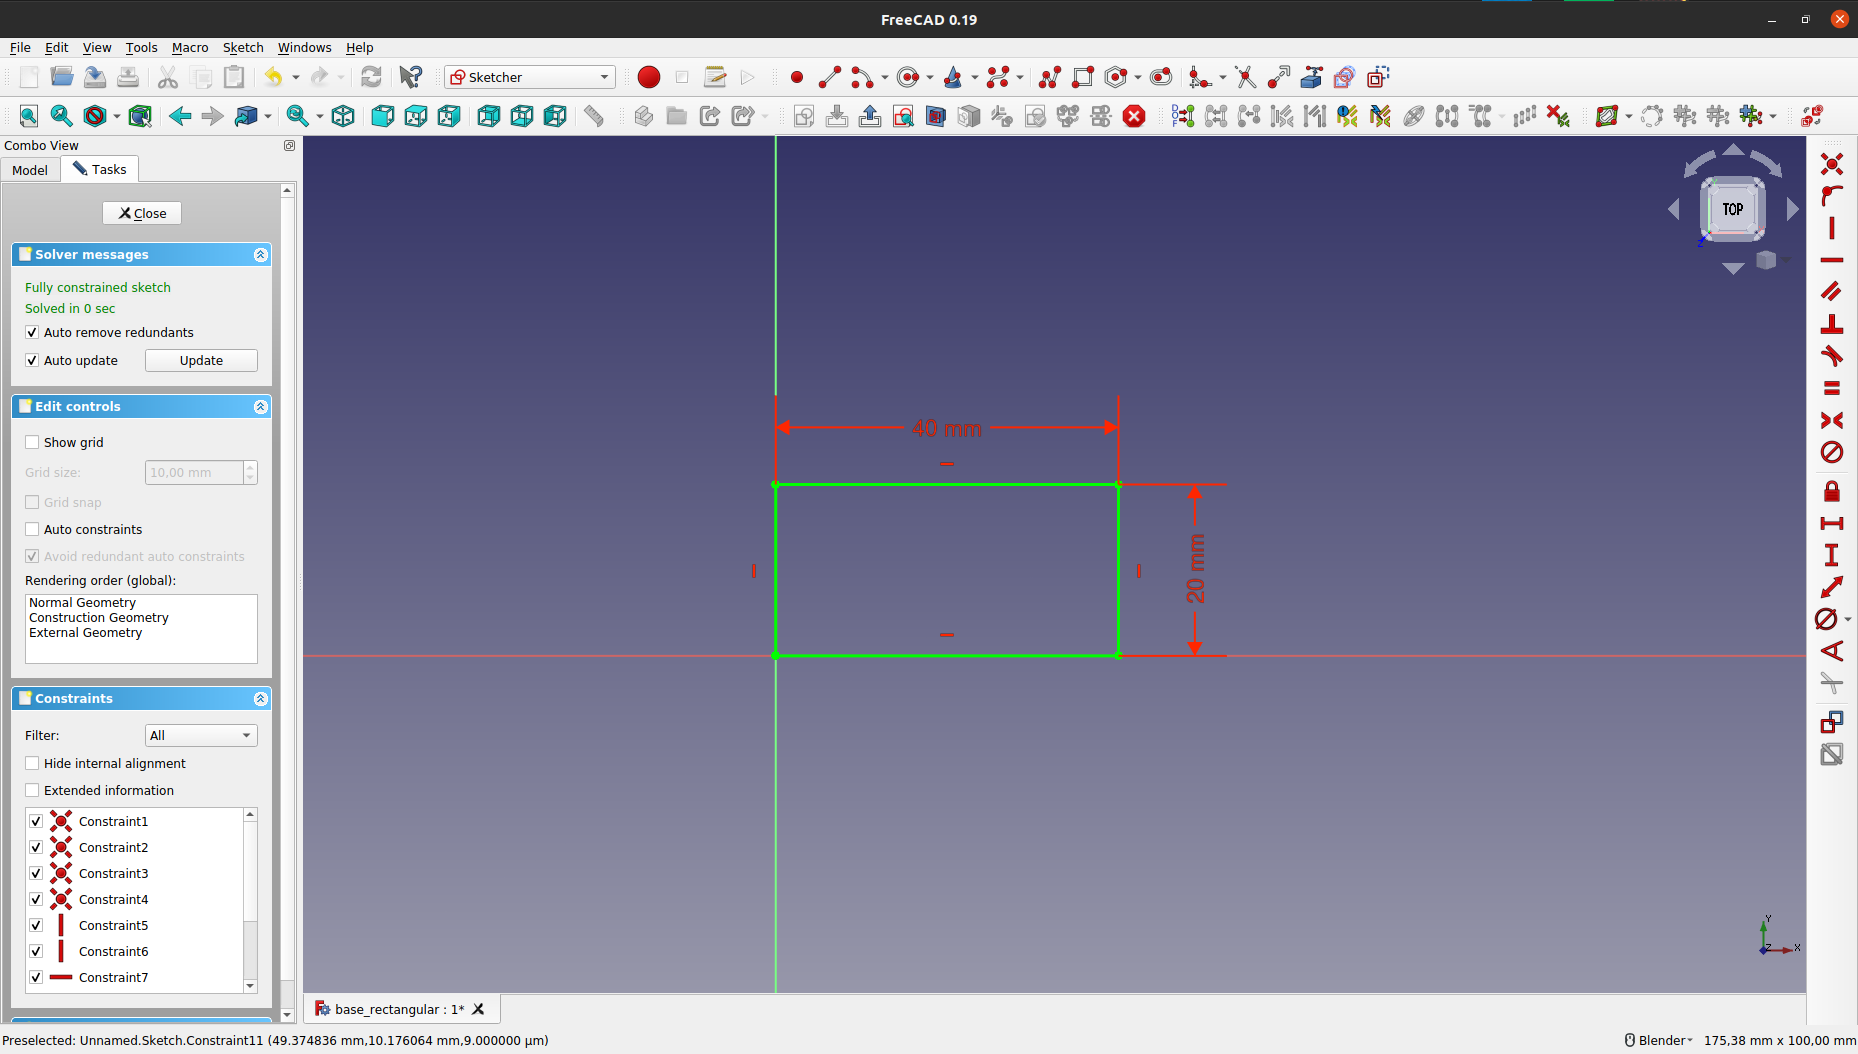 FreeCAD 0.19
File Edit View Tools Macro Sketch Windows Help
Sketcher
Combo View
Model Tasks
Close
Solver messages
Fully constrained sketch
Solved in 0 sec
Auto remove redundants
Auto update Update
Edit controls
Show grid
Grid size: 10,00 mm
Grid snap
Auto constraints
Avoid redundant auto constraints
Rendering order (global):
Normal Geometry
Construction Geometry
External Geometry
Constraints
Filter: All
Hide internal alignment
Extended information
Constraint1
Constraint2
Constraint3
Constraint4
Constraint5
Constraint6
Constraint7
40 mm
20 mm
TOP
Z
Y
Z
X
base_rectangular : 1*
Preselected: Unnamed.Sketch.Constraint11 (49.374836 mm,10.176064 mm,9.000000 µm)
Blender 175,38 mm x 100,00 mm